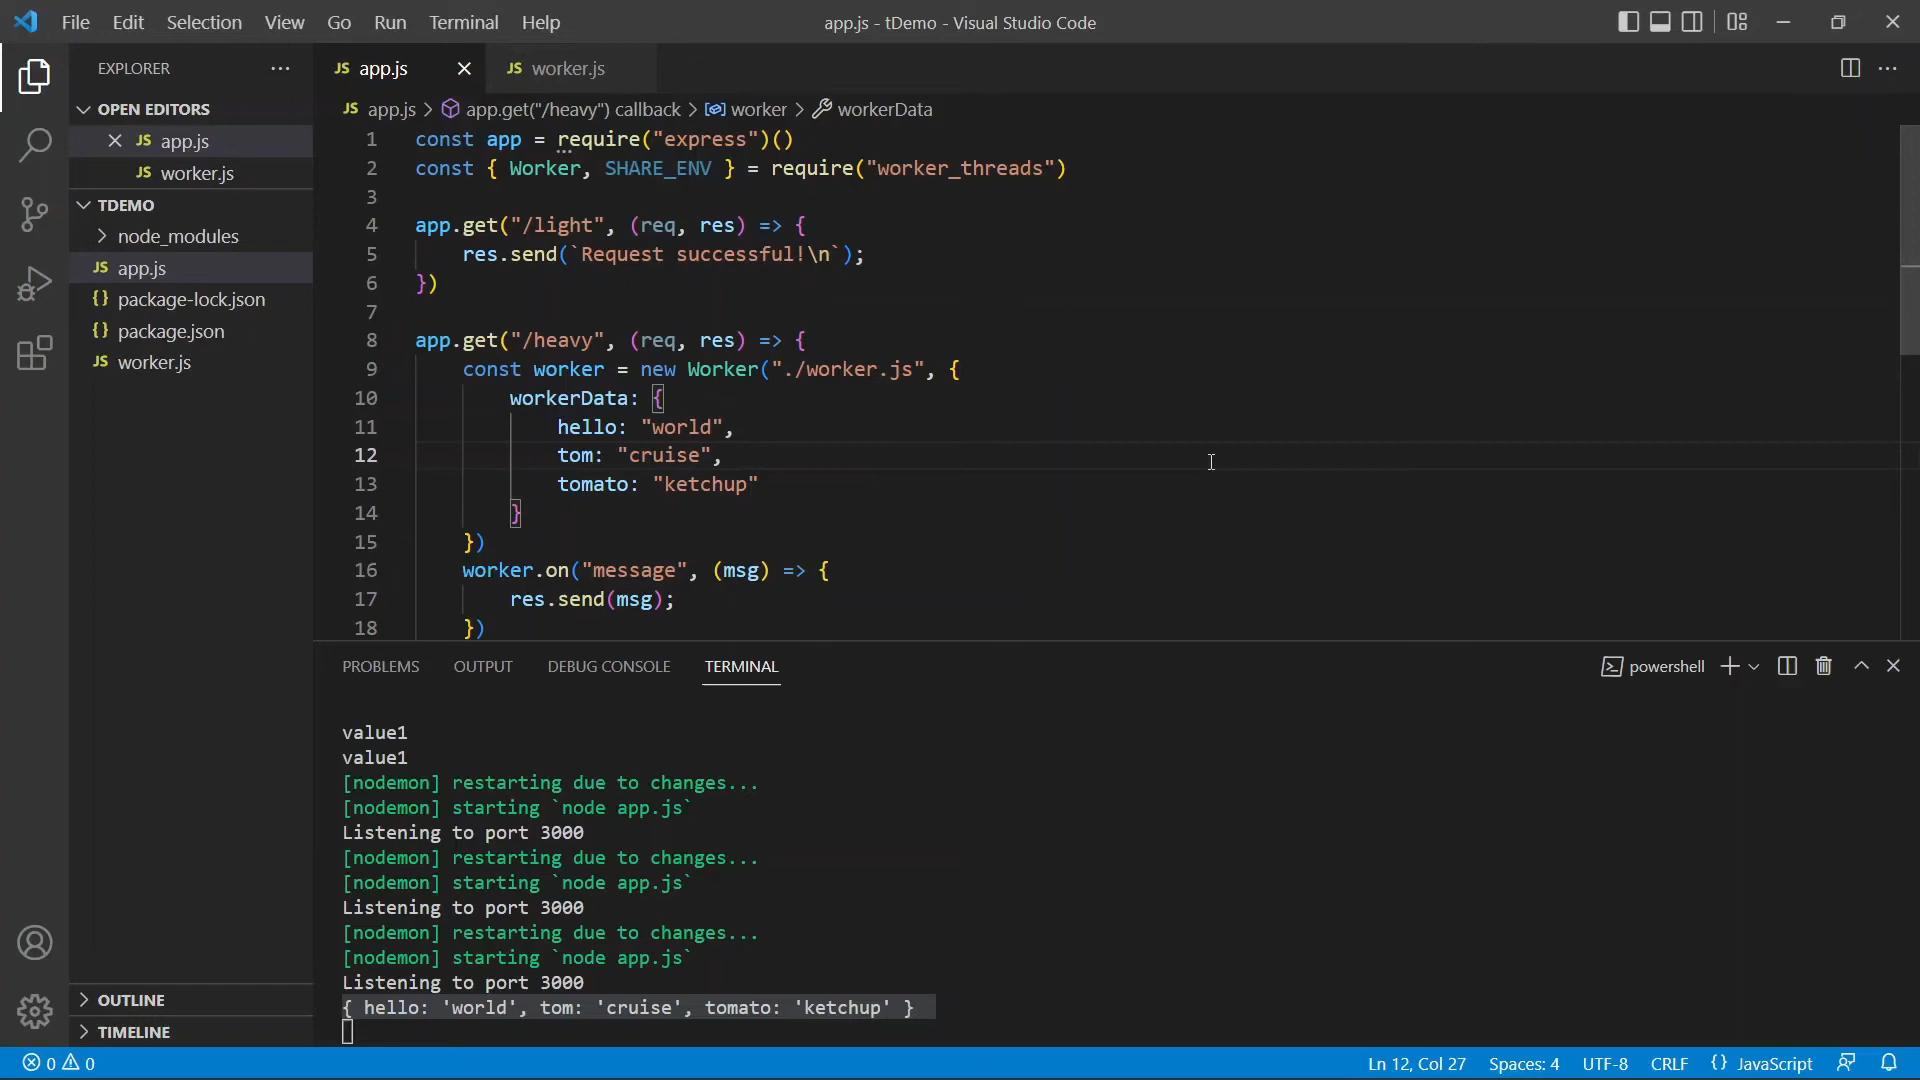 File Edit Selection View Go Run Terminal Help
app.js - tDemo - Visual Studio Code
EXPLORER
OPEN EDITORS
JS app.js
JS worker.js
TDEMO
node_modules
JS app.js
{} package-lock.json
{} package.json
JS worker.js
OUTLINE
TIMELINE
JS app.js JS worker.js
JS app.js > app.get("/heavy") callback > worker > workerData
1 const app = require("express")()
2 const { Worker, SHARE_ENV } = require("worker_threads")
3
4 app.get("/light", (req, res) => {
5 res.send(`Request successful!\n`);
6 })
7
8 app.get("/heavy", (req, res) => {
9 const worker = new Worker("./worker.js", {
10 workerData: {
11 hello: "world",
12 tom: "cruise",
13 tomato: "ketchup"
14 }
15 })
16 worker.on("message", (msg) => {
17 res.send(msg);
18 })
PROBLEMS OUTPUT DEBUG CONSOLE TERMINAL
powershell
value1
value1
[nodemon] restarting due to changes...
[nodemon] starting `node app.js`
Listening to port 3000
[nodemon] restarting due to changes...
[nodemon] starting `node app.js`
Listening to port 3000
[nodemon] restarting due to changes...
[nodemon] starting `node app.js`
Listening to port 3000
{ hello: 'world', tom: 'cruise', tomato: 'ketchup' }
0 0
Ln 12, Col 27 Spaces: 4 UTF-8 CRLF {} JavaScript